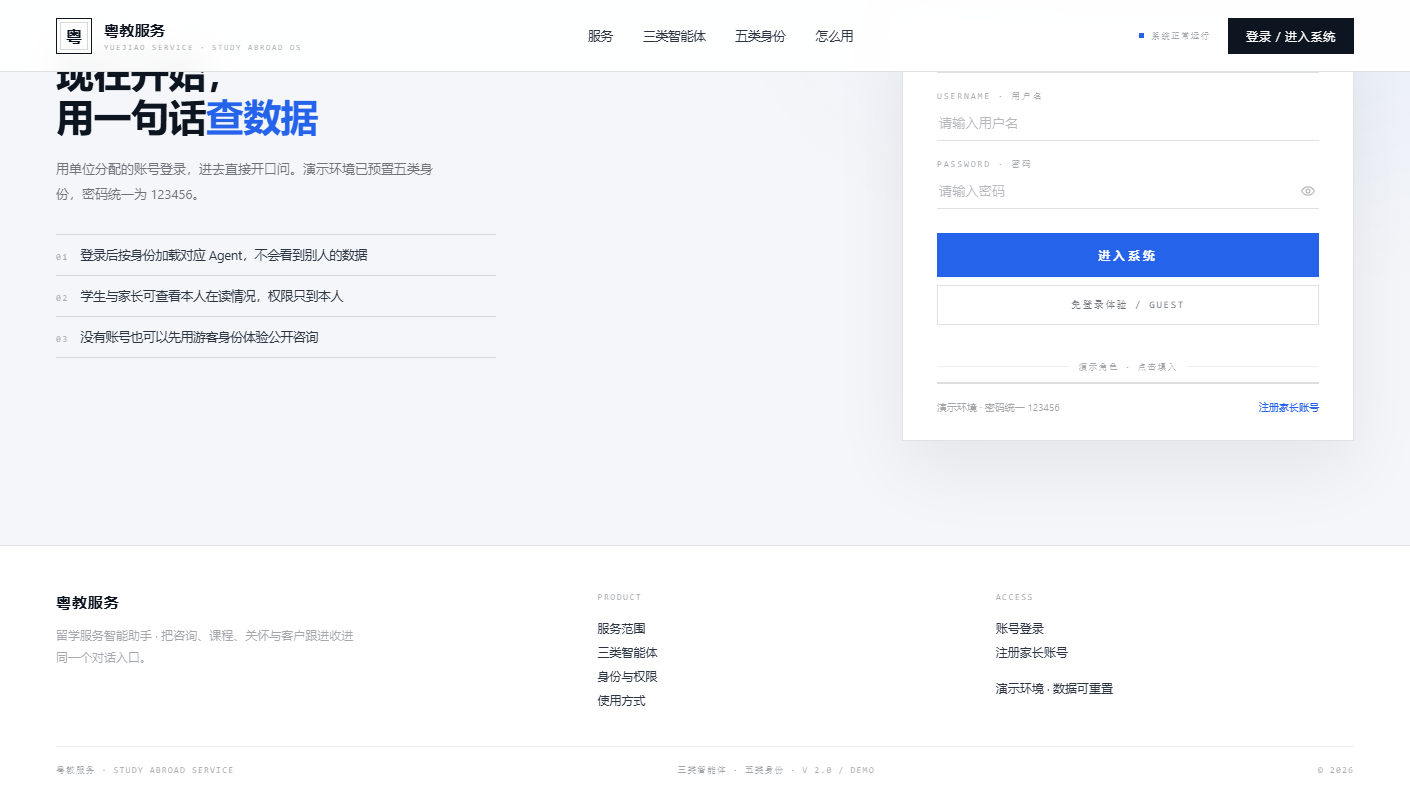 粤
粤教服务
YUEJIAO SERVICE · STUDY ABROAD OS
服务
三类智能体
五类身份
怎么用
系统正常运行
登录 / 进入系统
现在开始，
用一句话查数据
用单位分配的账号登录，进去直接开口问。演示环境已预置五类身
份，密码统一为 123456。
01 登录后按身份加载对应 Agent，不会看到别人的数据
02 学生与家长可查看本人在读情况，权限只到本人
03 没有账号也可以先用游客身份体验公开咨询
USERNAME · 用户名
请输入用户名
PASSWORD · 密码
请输入密码
进入系统
免登录体验 / GUEST
演示角色 · 点击填入
演示环境 · 密码统一 123456
注册家长账号
粤教服务
留学服务智能助手 · 把咨询、课程、关怀与客户跟进收进
同一个对话入口。
PRODUCT
服务范围
三类智能体
身份与权限
使用方式
ACCESS
账号登录
注册家长账号
演示环境 · 数据可重置
粤教服务 · STUDY ABROAD SERVICE
三类智能体 · 五类身份 · V 2.0 / DEMO
© 2026